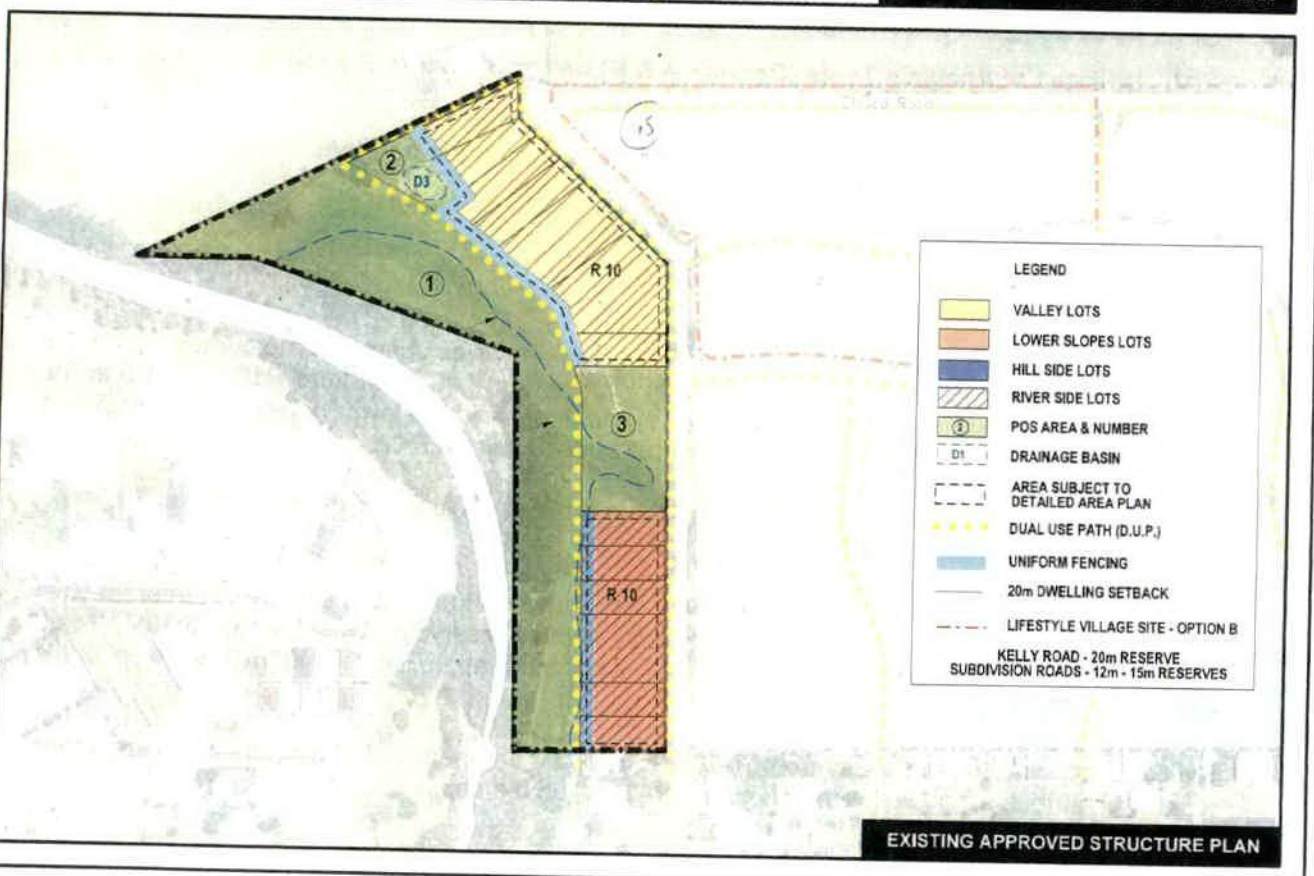 15
2
D3
1
R 10
3
R 10
LEGEND
VALLEY LOTS
LOWER SLOPES LOTS
HILL SIDE LOTS
RIVER SIDE LOTS
2 POS AREA & NUMBER
D1 DRAINAGE BASIN
AREA SUBJECT TO
DETAILED AREA PLAN
DUAL USE PATH (D.U.P.)
UNIFORM FENCING
20m DWELLING SETBACK
LIFESTYLE VILLAGE SITE - OPTION B
KELLY ROAD - 20m RESERVE
SUBDIVISION ROADS - 12m - 15m RESERVES
EXISTING APPROVED STRUCTURE PLAN